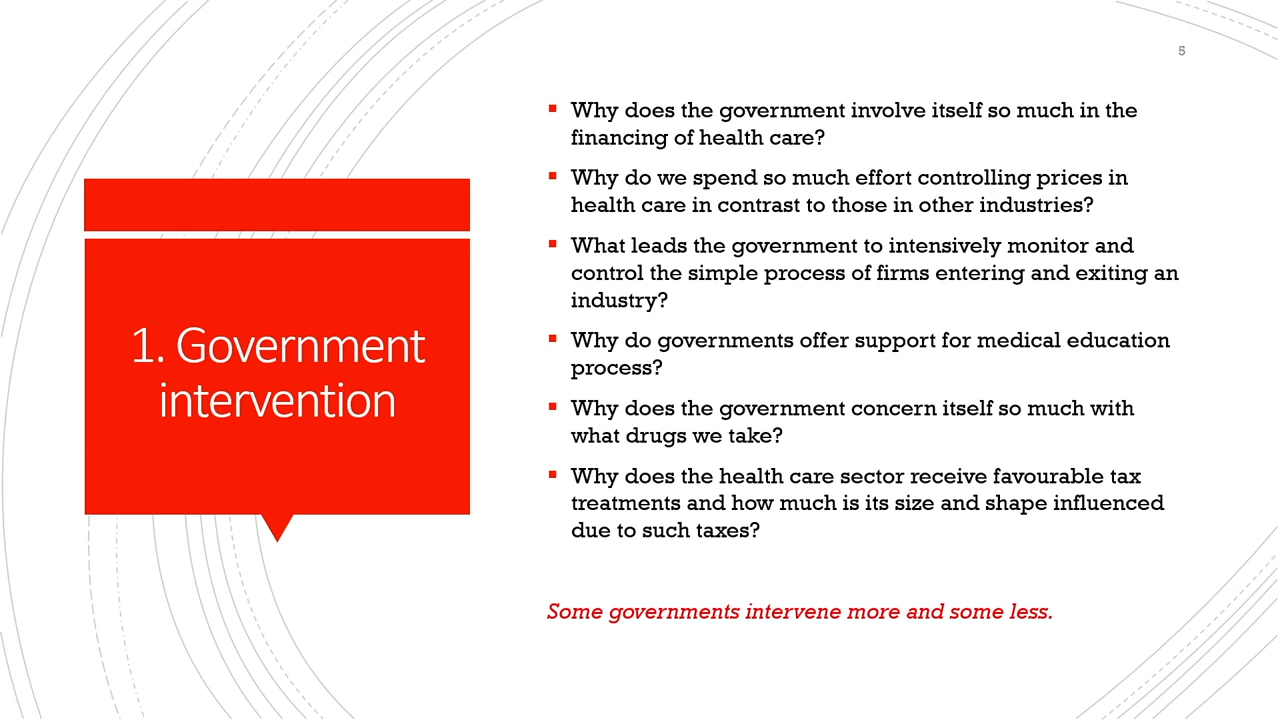 5
1. Government
intervention
Why does the government involve itself so much in the
financing of health care?
Why do we spend so much effort controlling prices in
health care in contrast to those in other industries?
What leads the government to intensively monitor and
control the simple process of firms entering and exiting an
industry?
Why do governments offer support for medical education
process?
Why does the government concern itself so much with
what drugs we take?
Why does the health care sector receive favourable tax
treatments and how much is its size and shape influenced
due to such taxes?
Some governments intervene more and some less.